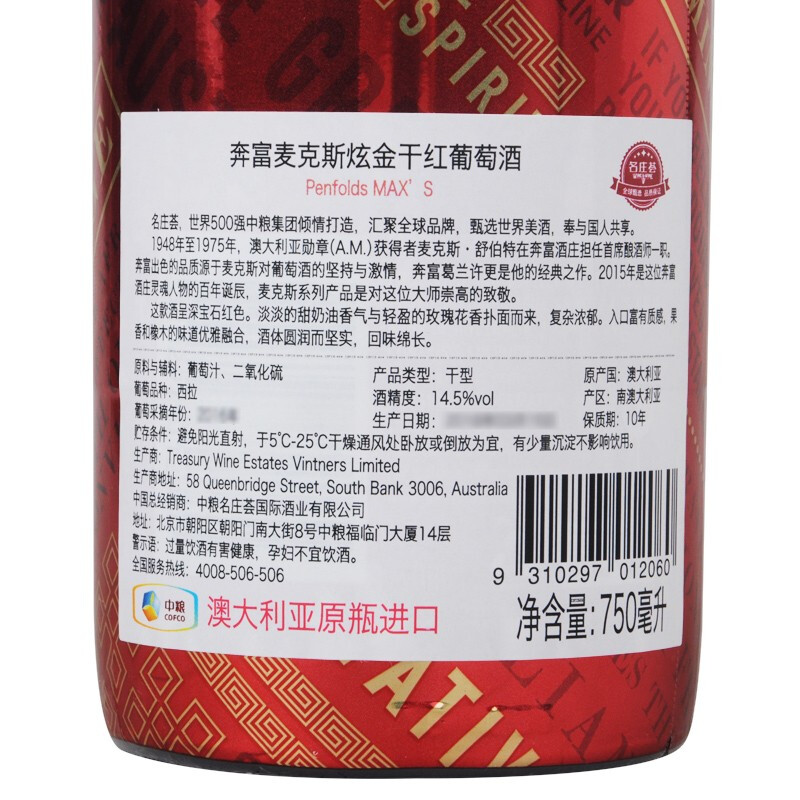 SPIRIT
IF YOU
LINE
YOU
奔富麦克斯炫金干红葡萄酒
Penfolds MAX'S
名庄荟
全球甄选 品质保证
名庄荟，世界500强中粮集团倾情打造，汇聚全球品牌，甄选世界美酒，奉与国人共享。
1948年至1975年，澳大利亚勋章(A.M.)获得者麦克斯·舒伯特在奔富酒庄担任首席酿酒师一职。
奔富出色的品质源于麦克斯对葡萄酒的坚持与激情，奔富葛兰许更是他的经典之作。2015年是这位奔富
酒庄灵魂人物的百年诞辰，麦克斯系列产品是对这位大师崇高的致敬。
这款酒呈深宝石红色。淡淡的甜奶油香气与轻盈的玫瑰花香扑面而来，复杂浓郁。入口富有质感，果
香和橡木的味道优雅融合，酒体圆润而坚实，回味绵长。
原料与辅料：葡萄汁、二氧化硫 产品类型：干型 原产国：澳大利亚
葡萄品种：西拉 酒精度：14.5%vol 产区：南澳大利亚
葡萄采摘年份： 生产日期： 保质期：10年
贮存条件：避免阳光直射，于5℃-25℃干燥通风处卧放或倒放为宜，有少量沉淀不影响饮用。
生产商：Treasury Wine Estates Vintners Limited
生产商地址：58 Queenbridge Street, South Bank 3006, Australia
中国总经销商：中粮名庄荟国际酒业有限公司
地址：北京市朝阳区朝阳门南大街8号中粮福临门大厦14层
警示语：过量饮酒有害健康，孕妇不宜饮酒。
全国服务热线：4008-506-506
9 310297 012060
中粮
COFCO
澳大利亚原瓶进口
净含量：750毫升
ATIV